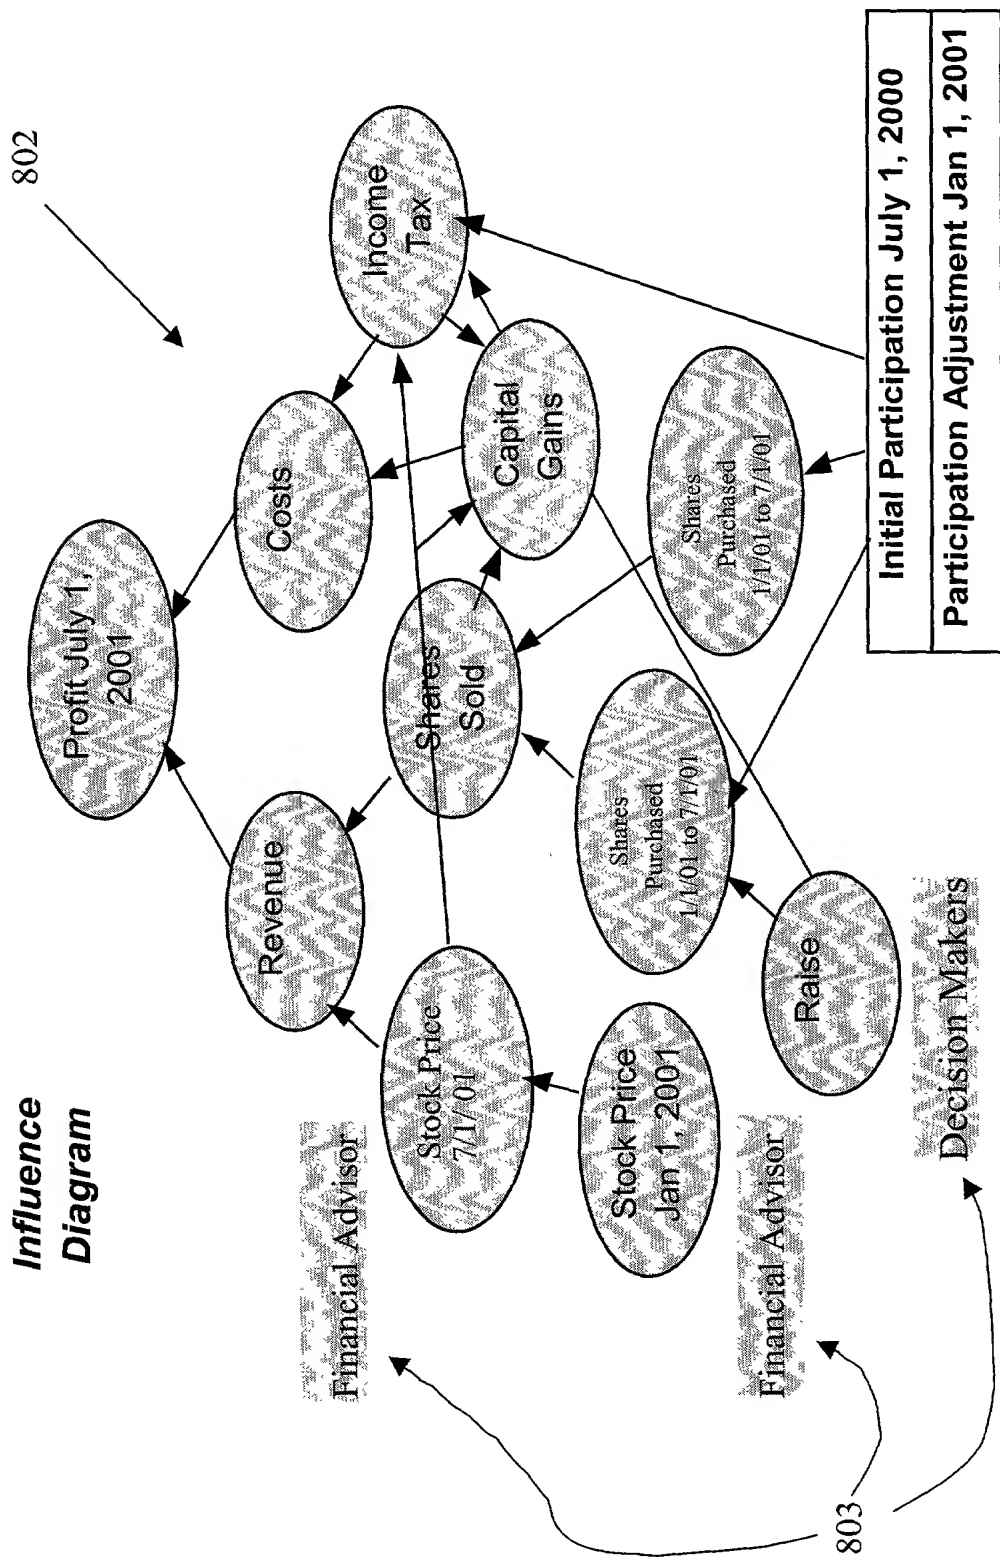 Influence
Diagram
802
Profit July 1,
2001
Revenue
Costs
Income
Tax
Financial Advisor
Stock Price
7/1/ 01
Shares
Sold
Capital
Gains
Stock Price
Jan 1, 2001
Shares
Purchased
1/1/01 to 7/1/01
Shares
Purchased
1/1/01 to 7/1/01
Financial Advisor
Raise
Initial Participation July 1, 2000
Participation Adjustment Jan 1, 2001
Decision Makers
803